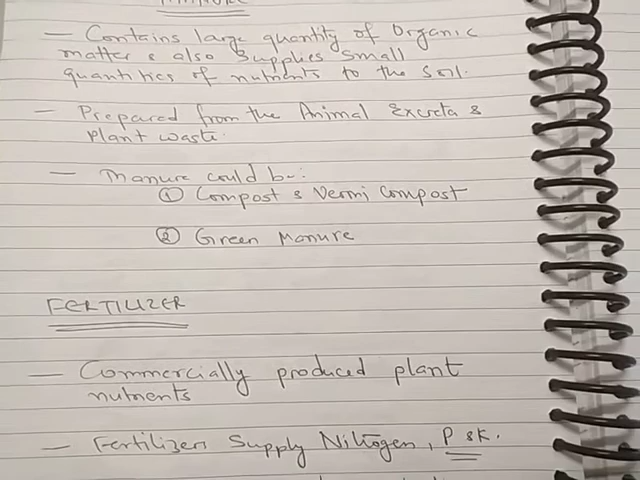 MANURE
— Contains large quantity of Organic
matter & also Supplies Small
quantities of nutrients to the Soil.
— Prepared from the Animal Excreta &
Plant waste.
— Manure could be:
① Compost & Vermi Compost
② Green Manure
FERTILIZER
— Commercially produced plant
nutrients
— Fertilizers Supply Nitrogen, P & K.